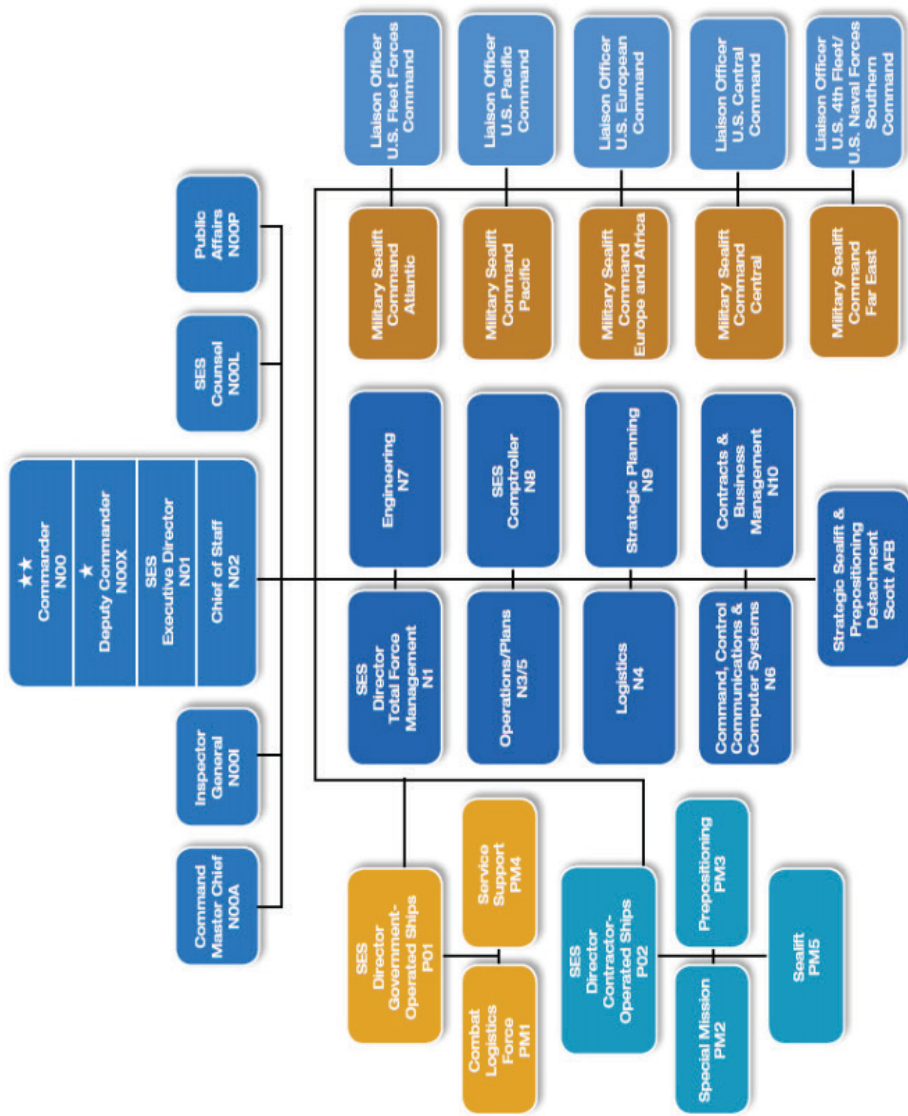 ★★
Commander
N00
★
Deputy Commander
N00X
SES
Executive Director
N01
Chief of Staff
N02
Command
Master Chief
N00A
Inspector
General
N00I
SES
Counsel
N00L
Public
Affairs
N00P
SES
Director
Government-
Operated Ships
P01
Combat
Logistics
Force
PM1
Service
Support
PM4
SES
Director
Contractor-
Operated Ships
P02
Special Mission
PM2
Prepositioning
PM3
Sealift
PM5
SES
Director
Total Force
Management
N1
Engineering
N7
Operations/Plans
N3/5
SES
Comptroller
N8
Logistics
N4
Strategic Planning
N9
Command, Control
Communications &
Computer Systems
N6
Contracts &
Business
Management
N10
Strategic Sealift &
Prepositioning
Detachment
Scott AFB
Military Sealift
Command
Atlantic
Liaison Officer
U.S. Fleet Forces
Command
Military Sealift
Command
Pacific
Liaison Officer
U.S. Pacific
Command
Military Sealift
Command
Europe and Africa
Liaison Officer
U.S. European
Command
Military Sealift
Command
Central
Liaison Officer
U.S. Central
Command
Military Sealift
Command
Far East
Liaison Officer
U.S. 4th Fleet/
U.S. Naval Forces
Southern
Command